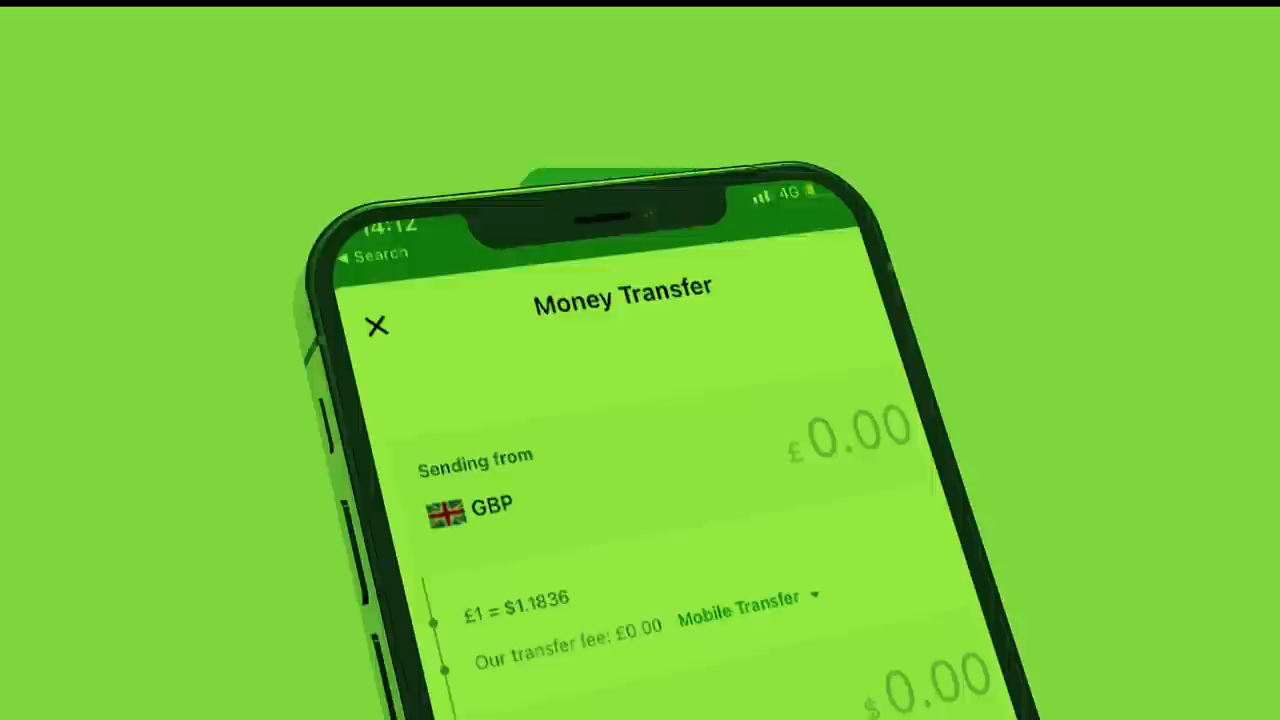 14:12
4G
Search
Money Transfer
£ 0.00
Sending from
GBP
£1 = $1.1836
Our transfer fee: £0.00 Mobile Transfer
$ 0.00